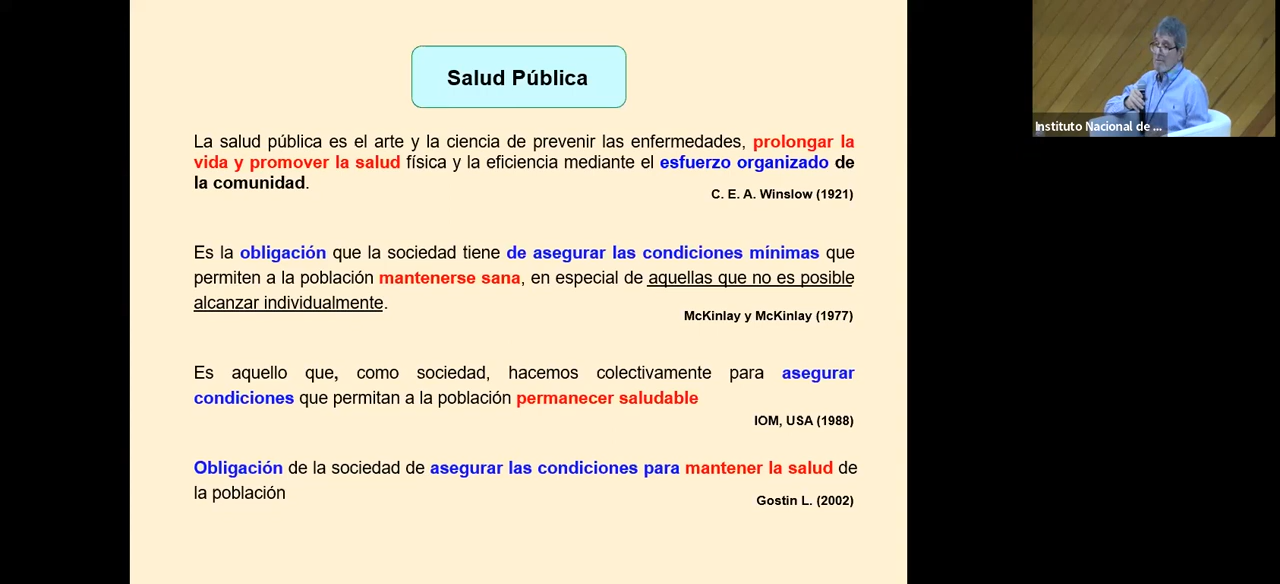 Salud Pública
La salud pública es el arte y la ciencia de prevenir las enfermedades, prolongar la
vida y promover la salud física y la eficiencia mediante el esfuerzo organizado de
la comunidad.
C. E. A. Winslow (1921)
Es la obligación que la sociedad tiene de asegurar las condiciones mínimas que
permiten a la población mantenerse sana, en especial de aquellas que no es posible
alcanzar individualmente.
McKinlay y McKinlay (1977)
Es aquello que, como sociedad, hacemos colectivamente para asegurar
condiciones que permitan a la población permanecer saludable
IOM, USA (1988)
Obligación de la sociedad de asegurar las condiciones para mantener la salud de
la población
Gostin L. (2002)
Instituto Nacional de ...